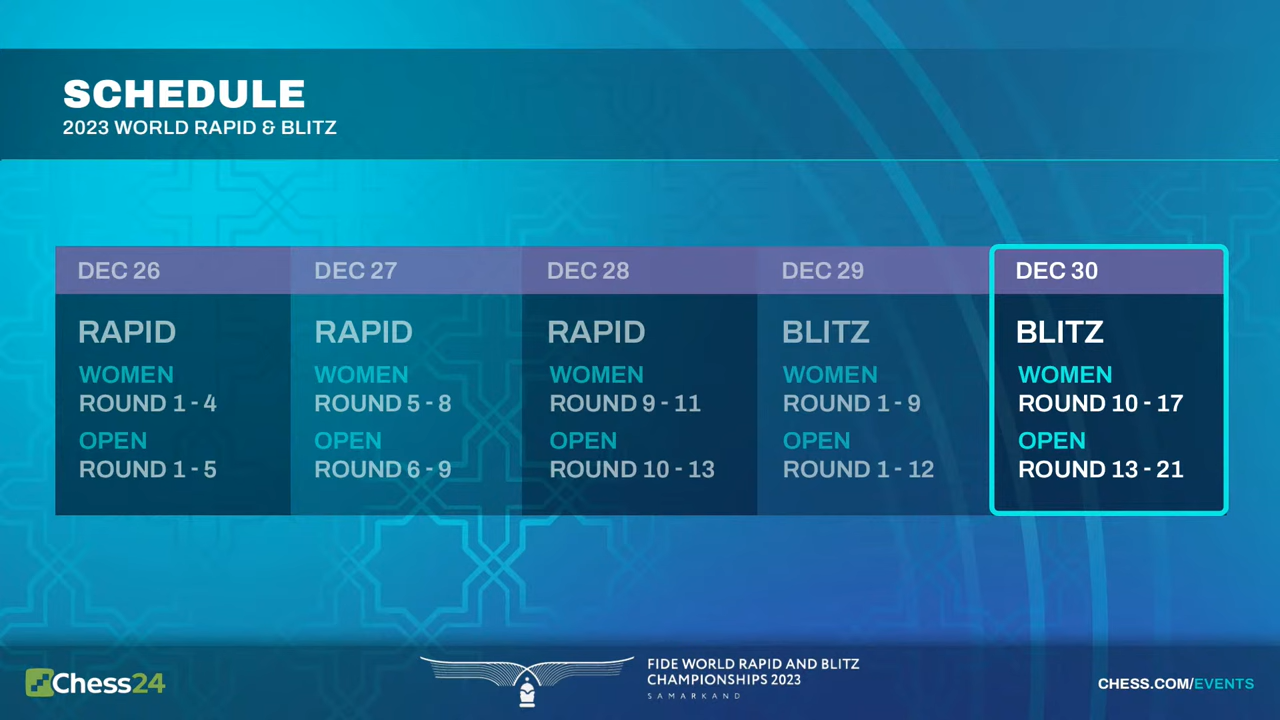 SCHEDULE
2023 WORLD RAPID & BLITZ
DEC 26
RAPID
WOMEN
ROUND 1 - 4
OPEN
ROUND 1 - 5
DEC 27
RAPID
WOMEN
ROUND 5 - 8
OPEN
ROUND 6 - 9
DEC 28
RAPID
WOMEN
ROUND 9 - 11
OPEN
ROUND 10 - 13
DEC 29
BLITZ
WOMEN
ROUND 1 - 9
OPEN
ROUND 1 - 12
DEC 30
BLITZ
WOMEN
ROUND 10 - 17
OPEN
ROUND 13 - 21
Chess24
FIDE WORLD RAPID AND BLITZ
CHAMPIONSHIPS 2023
SAMARKAND
CHESS.COM/EVENTS